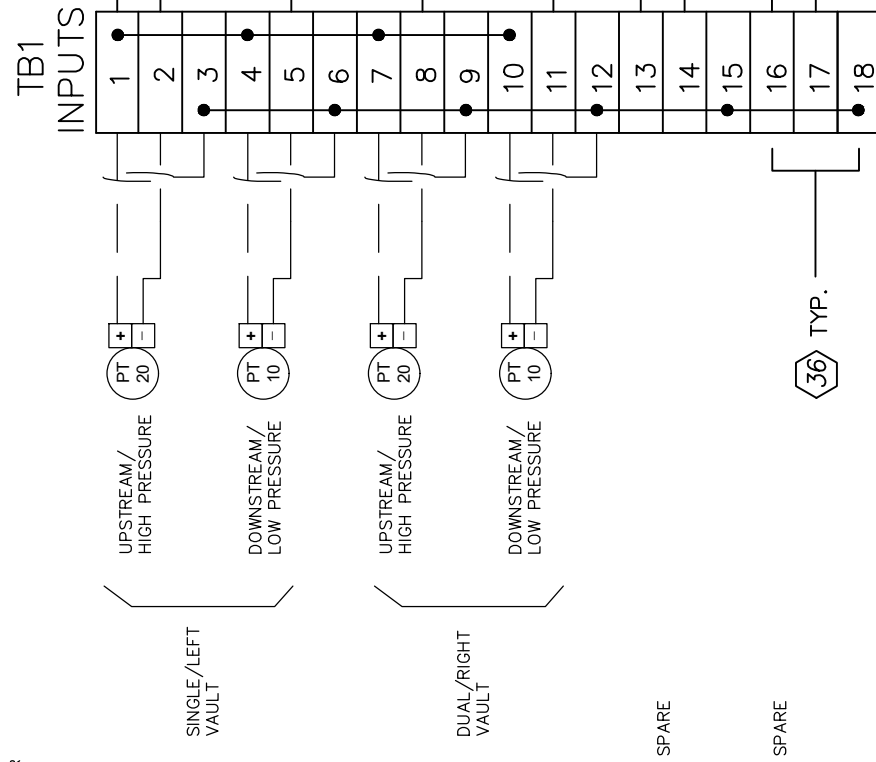 TB1
INPUTS
1
2
3
4
5
6
7
8
9
10
11
12
13
14
15
16
17
18
+
−
PT
20
+
−
PT
10
+
−
PT
20
+
−
PT
10
UPSTREAM/
HIGH PRESSURE
DOWNSTREAM/
LOW PRESSURE
UPSTREAM/
HIGH PRESSURE
DOWNSTREAM/
LOW PRESSURE
36 TYP.
SINGLE/LEFT
VAULT
DUAL/RIGHT
VAULT
SPARE
SPARE